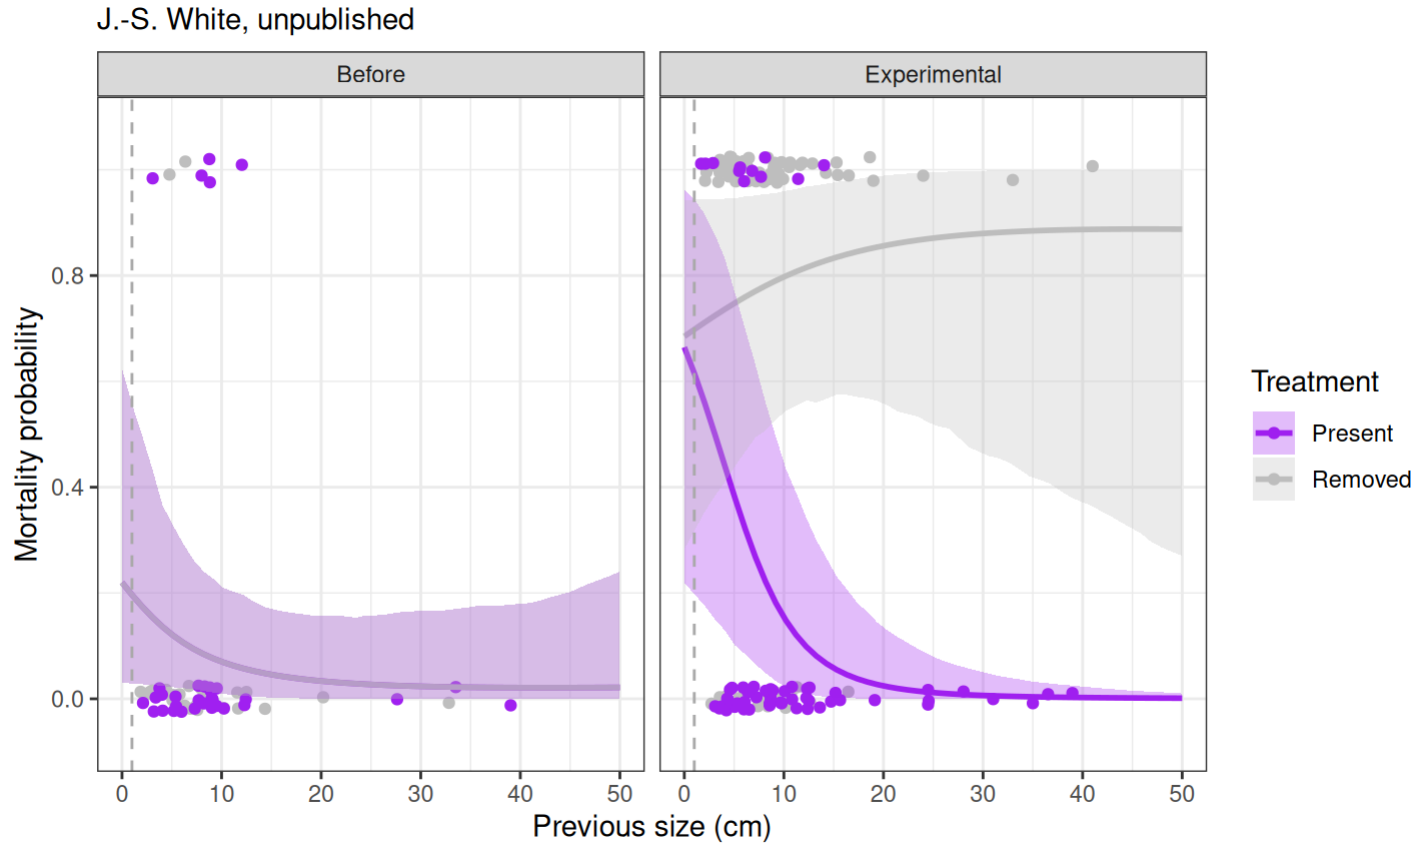 J.-S. White, unpublished
Before
Experimental
Mortality probability
0.8
0.4
0.0
0 10 20 30 40 50
0 10 20 30 40 50
Previous size (cm)
Treatment
Present
Removed